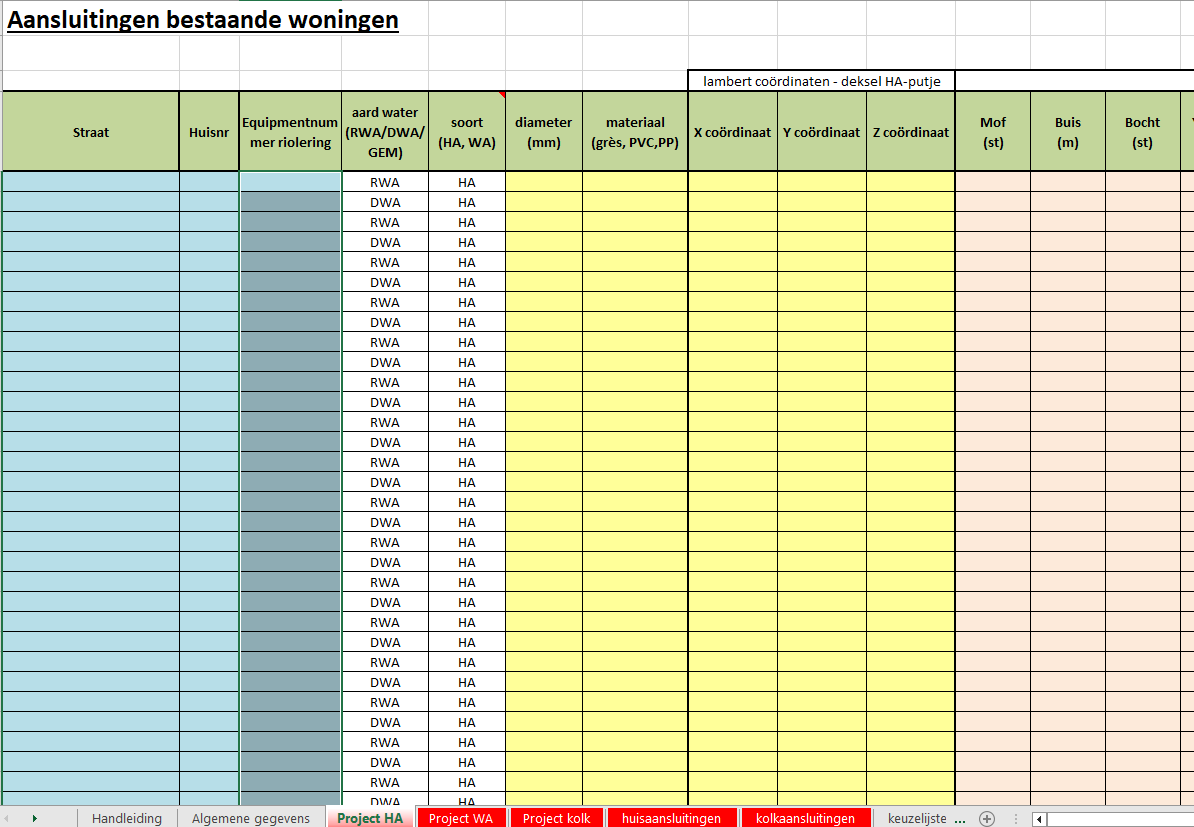 Aansluitingen bestaande woningen
lambert coördinaten - deksel HA-putje
Straat
Huisnr
Equipmentnum
mer riolering
aard water
(RWA/DWA/
GEM)
soort
(HA, WA)
diameter
(mm)
materiaal
(grès, PVC,PP)
X coördinaat
Y coördinaat
Z coördinaat
Mof
(st)
Buis
(m)
Bocht
(st)
RWA HA
DWA HA
RWA HA
DWA HA
RWA HA
DWA HA
RWA HA
DWA HA
RWA HA
DWA HA
RWA HA
DWA HA
RWA HA
DWA HA
RWA HA
DWA HA
RWA HA
DWA HA
RWA HA
DWA HA
RWA HA
DWA HA
RWA HA
DWA HA
RWA HA
DWA HA
RWA HA
DWA HA
RWA HA
DWA HA
RWA HA
DWA HA
Handleiding Algemene gegevens Project HA Project WA Project kolk huisaansluitingen kolkaansluitingen keuzelijste ...